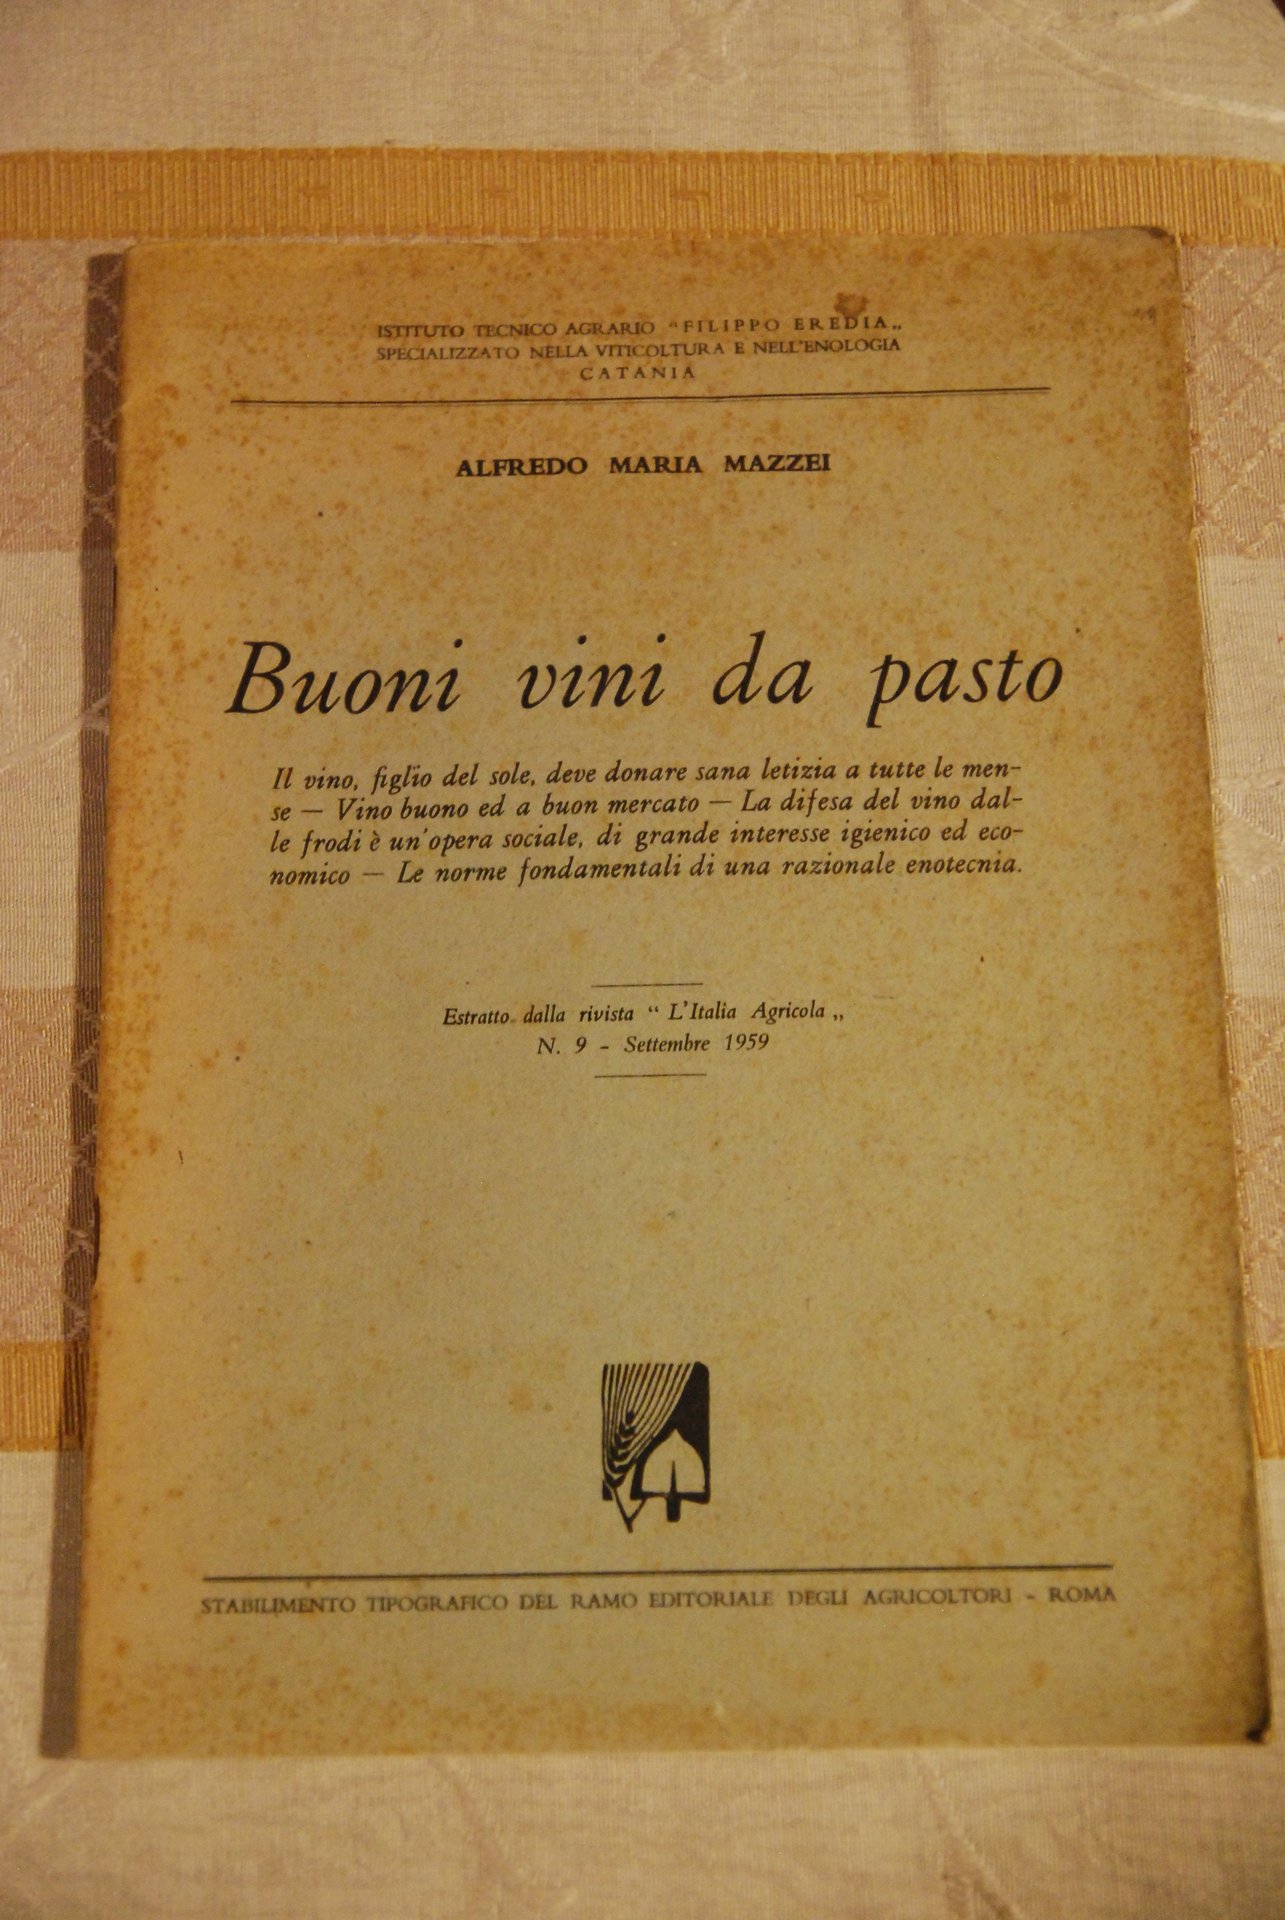 ISTITUTO TECNICO AGRARIO "FILIPPO EREDIA„
SPECIALIZZATO NELLA VITICOLTURA E NELL'ENOLOGIA
CATANIA
ALFREDO MARIA MAZZEI
Buoni vini da pasto
Il vino, figlio del sole, deve donare sana letizia a tutte le men-
se — Vino buono ed a buon mercato — La difesa del vino dal-
le frodi è un'opera sociale, di grande interesse igienico ed eco-
nomico — Le norme fondamentali di una razionale enotecnia.
Estratto dalla rivista “ L'Italia Agricola „
N. 9 - Settembre 1959
STABILIMENTO TIPOGRAFICO DEL RAMO EDITORIALE DEGLI AGRICOLTORI - ROMA